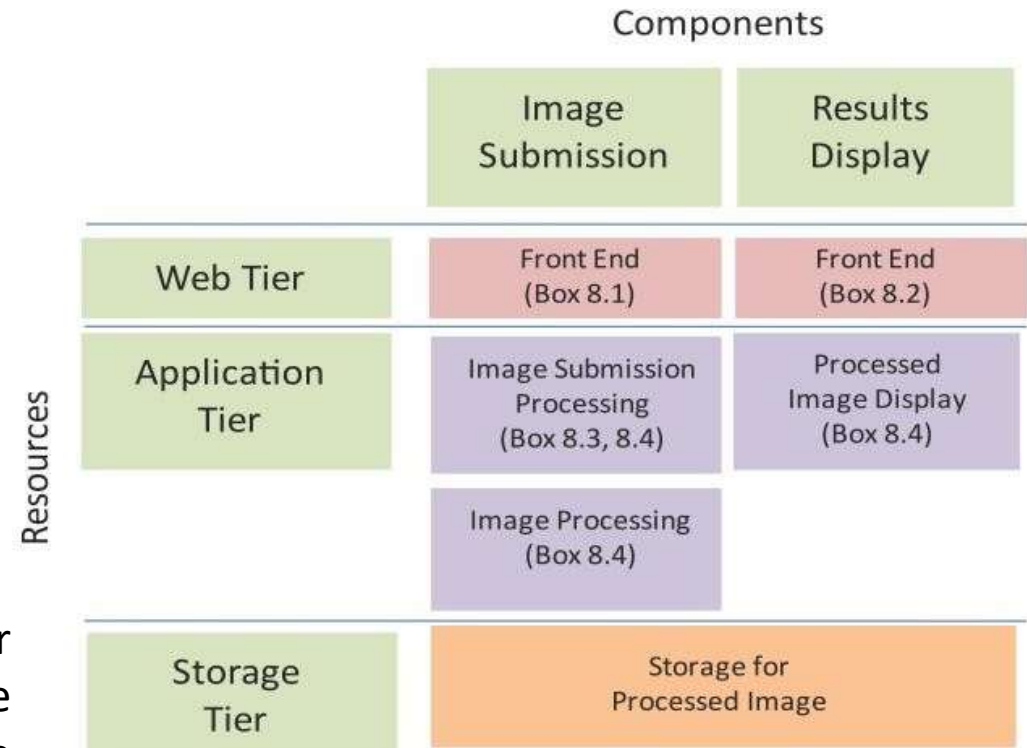 Components
Image
Submission
Results
Display
Web Tier
Front End
(Box 8.1)
Front End
(Box 8.2)
Resources
Application
Tier
Image Submission
Processing
(Box 8.3, 8.4)
Processed
Image Display
(Box 8.4)
Image Processing
(Box 8.4)
r
e
Storage
Tier
Storage for
Processed Image